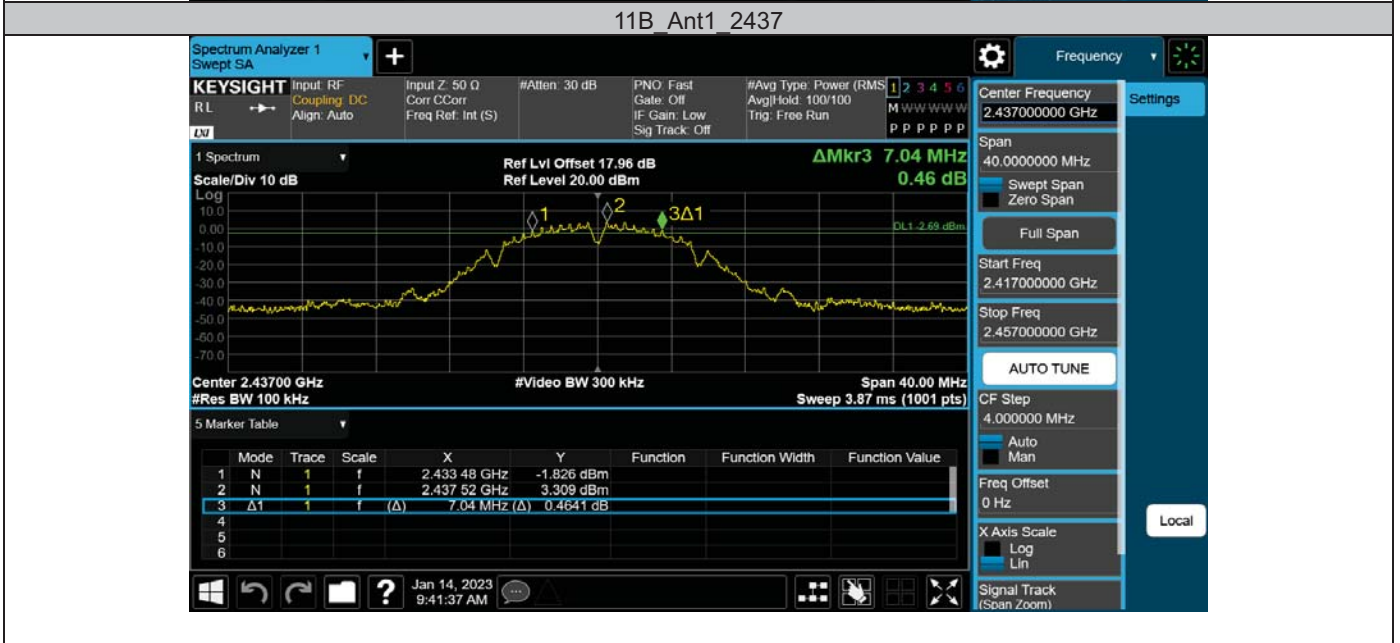 11B_Ant1_2437
Spectrum Analyzer 1
Swept SA
+
Frequency
KEYSIGHT
RL
LXI
Input: RF
Coupling: DC
Align: Auto
Input Z: 50 Ω
Corr CCorr
Freq Ref: Int (S)
#Atten: 30 dB
PNO: Fast
Gate: Off
IF Gain: Low
Sig Track: Off
#Avg Type: Power (RMS
Avg|Hold: 100/100
Trig: Free Run
1 2 3 4 5 6
M W W W W W
P P P P P P
Center Frequency
2.437000000 GHz
Settings
Span
40.0000000 MHz
Swept Span
Zero Span
Full Span
Start Freq
2.417000000 GHz
Stop Freq
2.457000000 GHz
AUTO TUNE
CF Step
4.000000 MHz
Auto
Man
Freq Offset
0 Hz
X Axis Scale
Log
Lin
Signal Track
(Span Zoom)
Local
1 Spectrum
Scale/Div 10 dB
Ref Lvl Offset 17.96 dB
Ref Level 20.00 dBm
ΔMkr3 7.04 MHz
0.46 dB
Log
10.0
0.00
-10.0
-20.0
-30.0
-40.0
-50.0
-60.0
-70.0
1
2
3Δ1
DL1 -2.69 dBm
Center 2.43700 GHz
#Video BW 300 kHz
Span 40.00 MHz
#Res BW 100 kHz
Sweep 3.87 ms (1001 pts)
5 Marker Table
Mode Trace Scale X Y Function Function Width Function Value
1 N 1 f 2.433 48 GHz -1.826 dBm
2 N 1 f 2.437 52 GHz 3.309 dBm
3 Δ1 1 f (Δ) 7.04 MHz (Δ) 0.4641 dB
4
5
6
?
Jan 14, 2023
9:41:37 AM